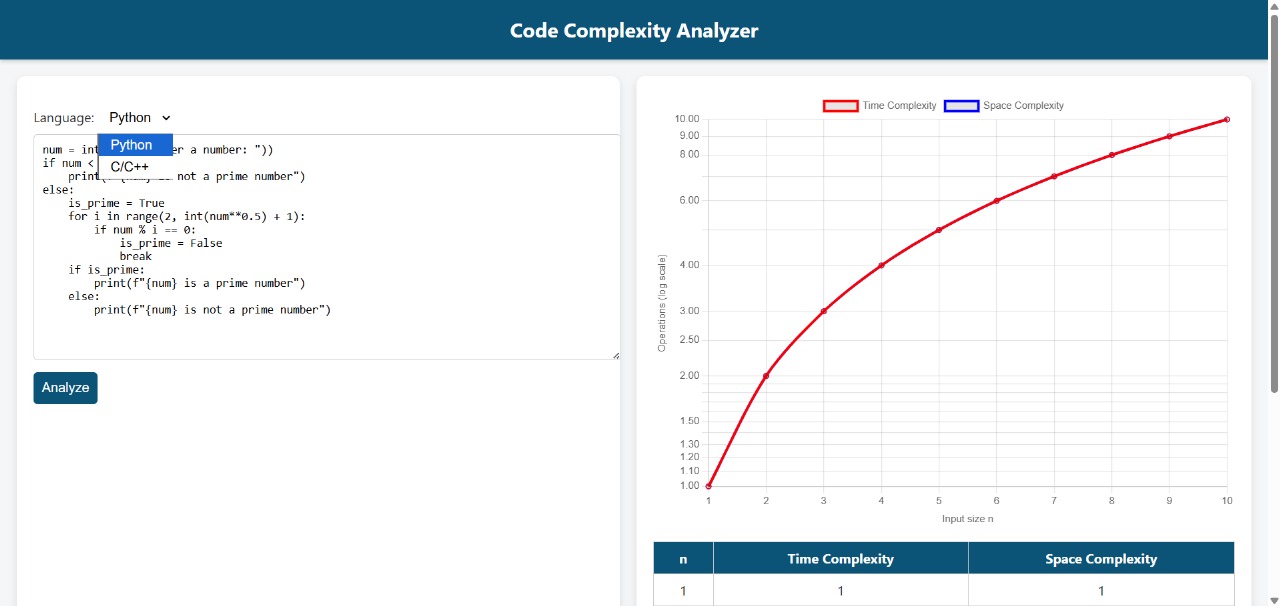 Code Complexity Analyzer
Language: Python
Python
C/C++
num = int er a number: "))
if num <
print( not a prime number")
else:
is_prime = True
for i in range(2, int(num**0.5) + 1):
if num % i == 0:
is_prime = False
break
if is_prime:
print(f"{num} is a prime number")
else:
print(f"{num} is not a prime number")
Analyze
Time Complexity Space Complexity
10.00
9.00
8.00
6.00
4.00
3.00
2.50
2.00
1.50
1.30
1.20
1.10
1.00
Operations (log scale)
1 2 3 4 5 6 7 8 9 10
Input size n
n Time Complexity Space Complexity
1 1 1